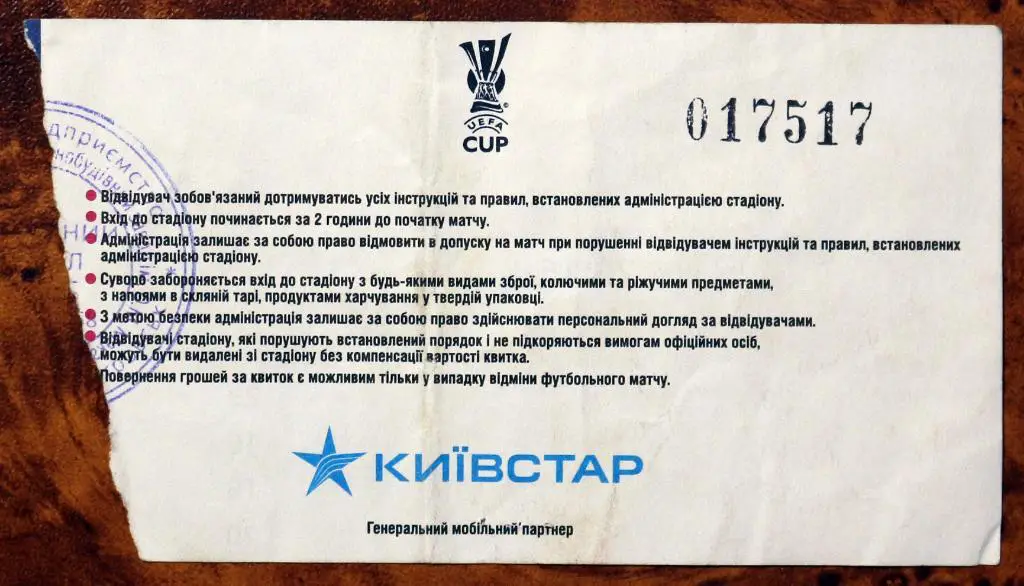 UEFA
CUP
017517
Відвідувач зобов'язаний дотримуватись усіх інструкцій та правил, встановлених адміністрацією стадіону.
Вхід до стадіону починається за 2 години до початку матчу.
Адміністрація залишає за собою право відмовити в допуску на матч при порушенні відвідувачем інструкцій та правил, встановлених
адміністрацією стадіону.
Суворо забороняється вхід до стадіону з будь-якими видами зброї, колючими та ріжучими предметами,
з напоями в скляній тарі, продуктами харчування у твердій упаковці.
З метою безпеки адміністрація залишає за собою право здійснювати персональний догляд за відвідувачами.
Відвідувачі стадіону, які порушують встановлений порядок і не підкоряються вимогам офіційних осіб,
можуть бути видалені зі стадіону без компенсації вартості квитка.
Повернення грошей за квиток є можливим тільки у випадку відміни футбольного матчу.
КИЇВСТАР
Генеральний мобільний партнер